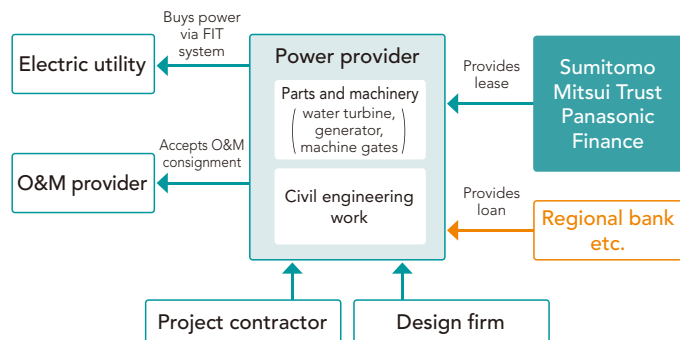 Buys power
via FIT
system
Electric utility
Power provider
Parts and machinery
(water turbine,
generator,
machine gates)
Provides
lease
Sumitomo
Mitsui Trust
Panasonic
Finance
Accepts O&M
consignment
O&M provider
Civil engineering
work
Provides
loan
Regional bank
etc.
Project contractor
Design firm